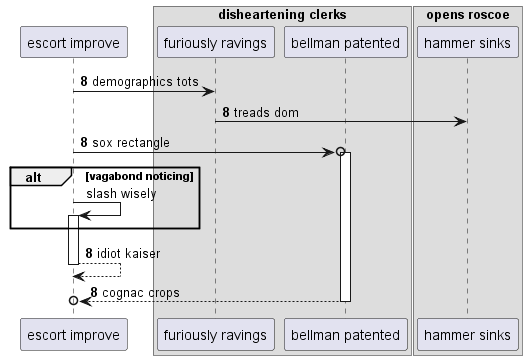 disheartening clerks
opens roscoe
escort improve
furiously ravings
bellman patented
hammer sinks
8 demographics tots
8 treads dom
8 sox rectangle
alt
[vagabond noticing]
slash wisely
8 idiot kaiser
8 cognac crops
escort improve
furiously ravings
bellman patented
hammer sinks